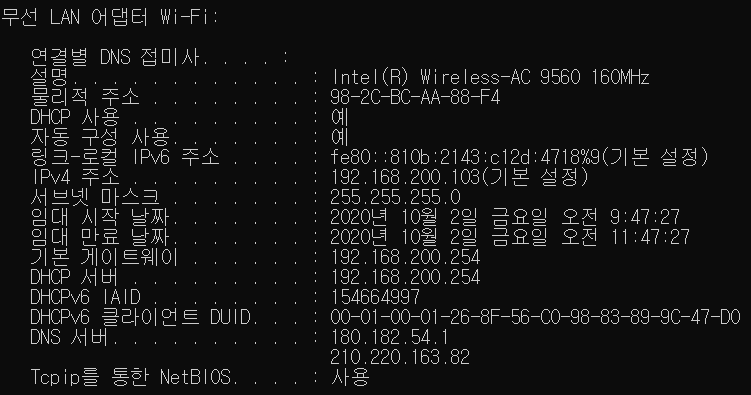 무선 LAN 어댑터 Wi-Fi:
연결별 DNS 접미사. . . . :
설명. . . . . . . . . . . . : Intel(R) Wireless-AC 9560 160MHz
물리적 주소 . . . . . . . . : 98-2C-BC-AA-88-F4
DHCP 사용 . . . . . . . . . : 예
자동 구성 사용 . . . . . . . : 예
링크-로컬 IPv6 주소 . . . . : fe80::810b:2143:c12d:4718%9(기본 설정)
IPv4 주소 . . . . . . . . . : 192.168.200.103(기본 설정)
서브넷 마스크 . . . . . . . : 255.255.255.0
임대 시작 날짜. . . . . . . : 2020년 10월 2일 금요일 오전 9:47:27
임대 만료 날짜. . . . . . . : 2020년 10월 2일 금요일 오전 11:47:27
기본 게이트웨이 . . . . . . : 192.168.200.254
DHCP 서버 . . . . . . . . . : 192.168.200.254
DHCPv6 IAID . . . . . . . . : 154664997
DHCPv6 클라이언트 DUID. . . : 00-01-00-01-26-8F-56-C0-98-83-89-9C-47-D0
DNS 서버. . . . . . . . . . : 180.182.54.1
210.220.163.82
Tcpip를 통한 NetBIOS. . . . : 사용